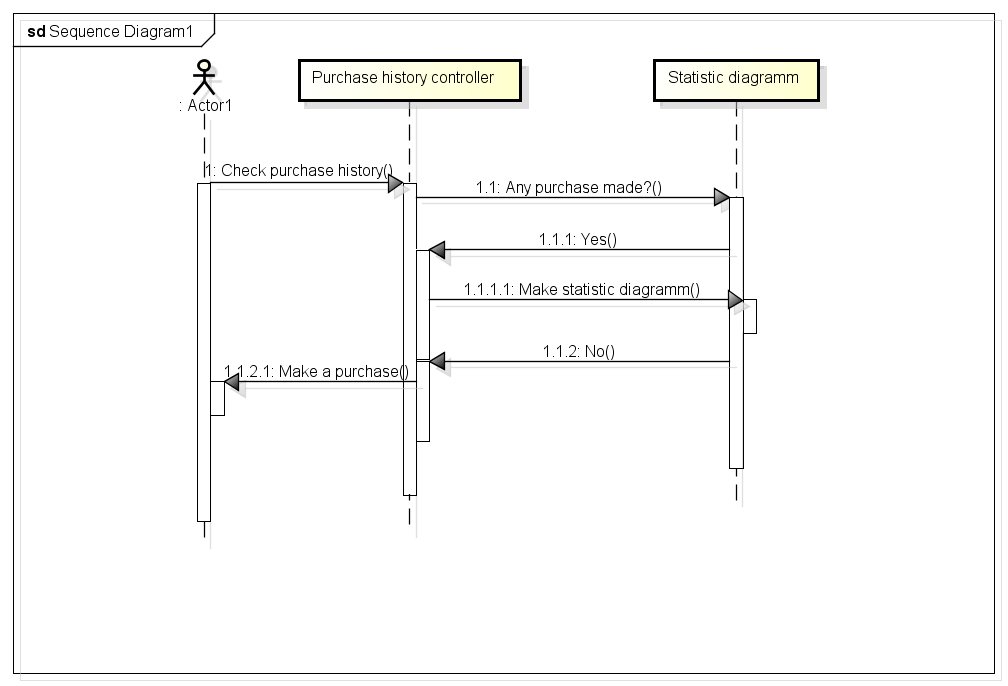 sd Sequence Diagram1
: Actor1
Purchase history controller
Statistic diagramm
1: Check purchase history()
1.1: Any purchase made?()
1.1.1: Yes()
1.1.1.1: Make statistic diagramm()
1.1.2: No()
1.1.2.1: Make a purchase()